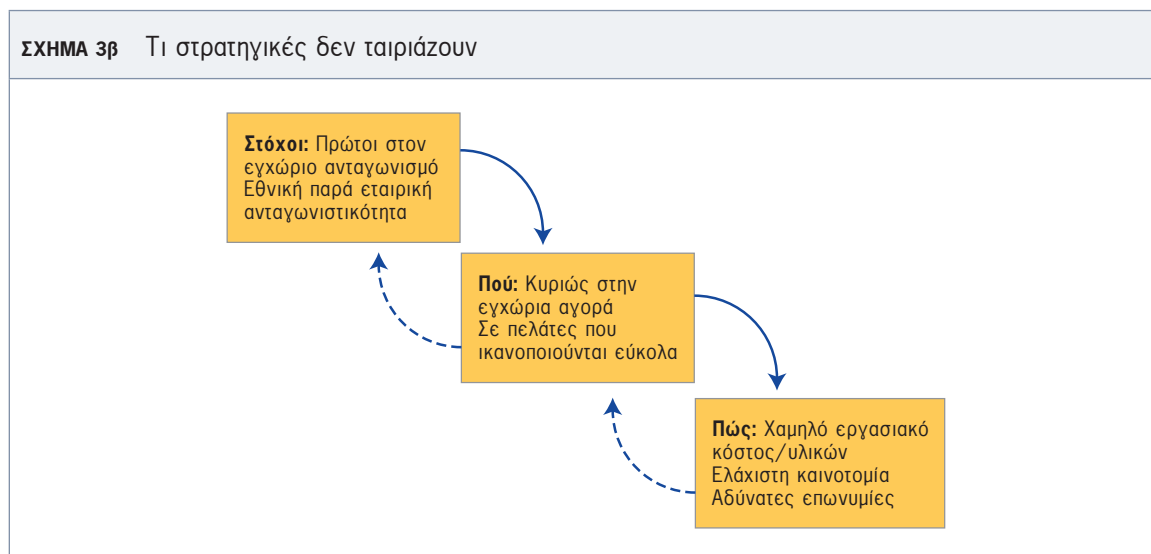 ΣΧΗΜΑ 3β Τι στρατηγικές δεν ταιριάζουν
Στόχοι: Πρώτοι στον
εγχώριο ανταγωνισμό
Εθνική παρά εταιρική
ανταγωνιστικότητα
Πού: Κυριώς στην
εγχώρια αγορά
Σε πελάτες που
ικανοποιούνται εύκολα
Πώς: Χαμηλό εργασιακό
κόστος/υλικών
Ελάχιστη καινοτομία
Αδύνατες επωνυμίες